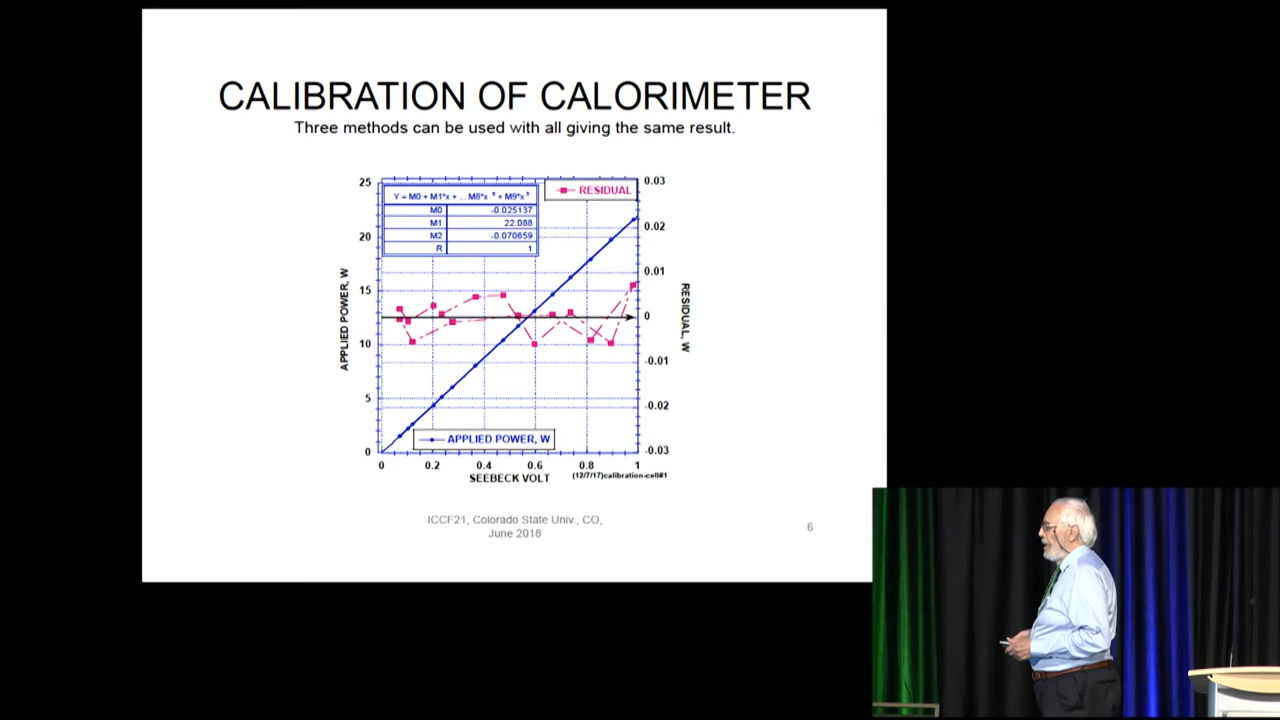 CALIBRATION OF CALORIMETER
Three methods can be used with all giving the same result.
25
20
15
10
5
0
APPLIED POWER, W
Y = M0 + M1*x + ... M8*x^8 + M9*x^9
M0 -0.025137
M1 22.088
M2 -0.070659
R 1
RESIDUAL
0.03
0.02
0.01
0
-0.01
-0.02
-0.03
RESIDUAL, W
APPLIED POWER, W
0 0.2 0.4 0.6 0.8 1
SEEBECK VOLT
(12/7/17)calibration-cell#1
ICCF21, Colorado State Univ., CO,
June 2018
6